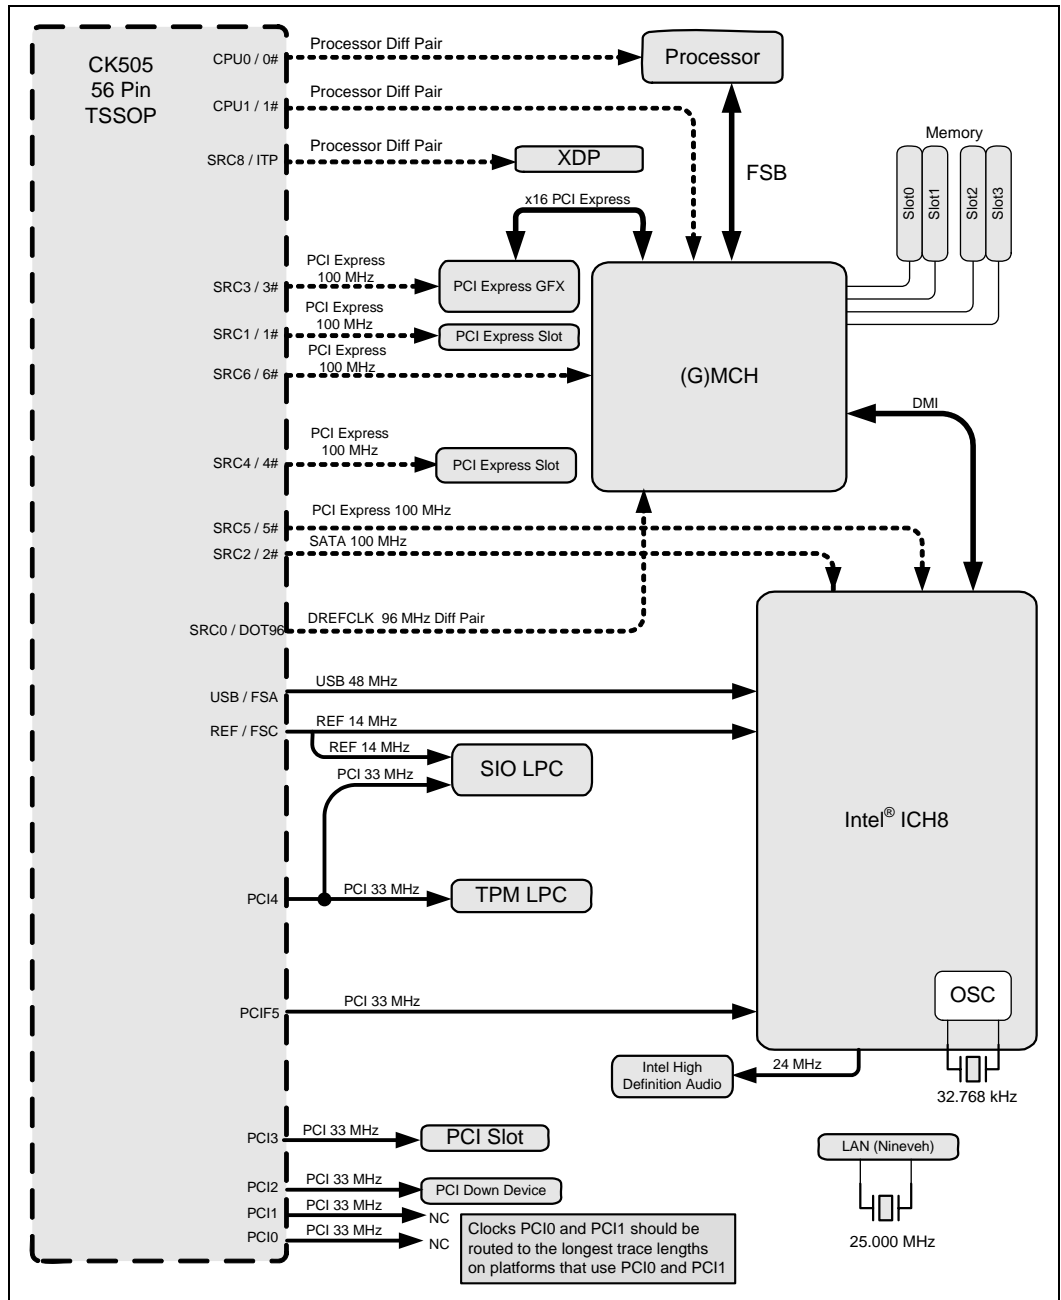 CK505
56 Pin
TSSOP
CPU0 / 0#
Processor Diff Pair
Processor
CPU1 / 1#
Processor Diff Pair
SRC8 / ITP
Processor Diff Pair
XDP
FSB
Memory
Slot0
Slot1
Slot2
Slot3
x16 PCI Express
SRC3 / 3#
PCI Express
100 MHz
PCI Express GFX
SRC1 / 1#
PCI Express
100 MHz
PCI Express Slot
SRC6 / 6#
PCI Express
100 MHz
(G)MCH
DMI
SRC4 / 4#
PCI Express
100 MHz
PCI Express Slot
SRC5 / 5#
PCI Express 100 MHz
SRC2 / 2#
SATA 100 MHz
SRC0 / DOT96
DREFCLK 96 MHz Diff Pair
USB / FSA
USB 48 MHz
REF / FSC
REF 14 MHz
REF 14 MHz
PCI 33 MHz
SIO LPC
Intel® ICH8
PCI4
PCI 33 MHz
TPM LPC
PCIF5
PCI 33 MHz
OSC
32.768 kHz
24 MHz
Intel High
Definition Audio
PCI3
PCI 33 MHz
PCI Slot
LAN (Nineveh)
25.000 MHz
PCI2
PCI 33 MHz
PCI Down Device
PCI1
PCI 33 MHz
NC
PCI0
PCI 33 MHz
NC
Clocks PCI0 and PCI1 should be
routed to the longest trace lengths
on platforms that use PCI0 and PCI1